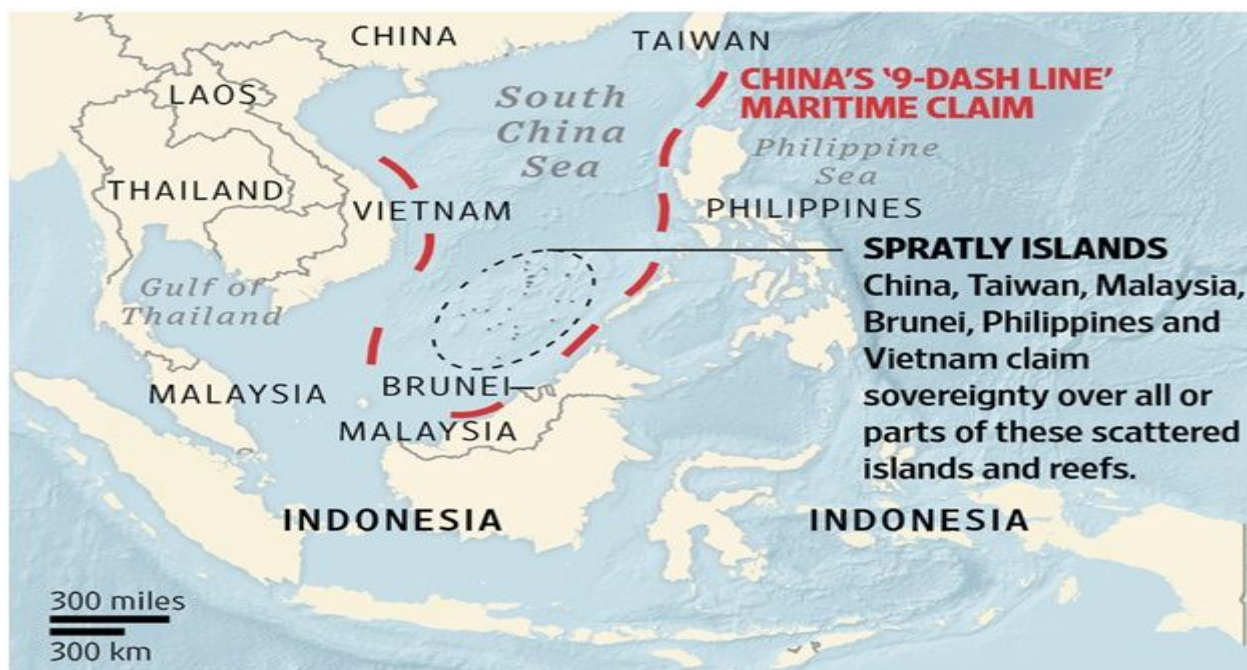 CHINA
TAIWAN
CHINA'S '9-DASH LINE'
MARITIME CLAIM
LAOS
South
China
Sea
Philippine
Sea
THAILAND
VIETNAM
PHILIPPINES
SPRATLY ISLANDS
China, Taiwan, Malaysia,
Brunei, Philippines and
Vietnam claim
sovereignty over all or
parts of these scattered
islands and reefs.
Gulf of
Thailand
MALAYSIA
BRUNEI
MALAYSIA
INDONESIA
INDONESIA
300 miles
300 km